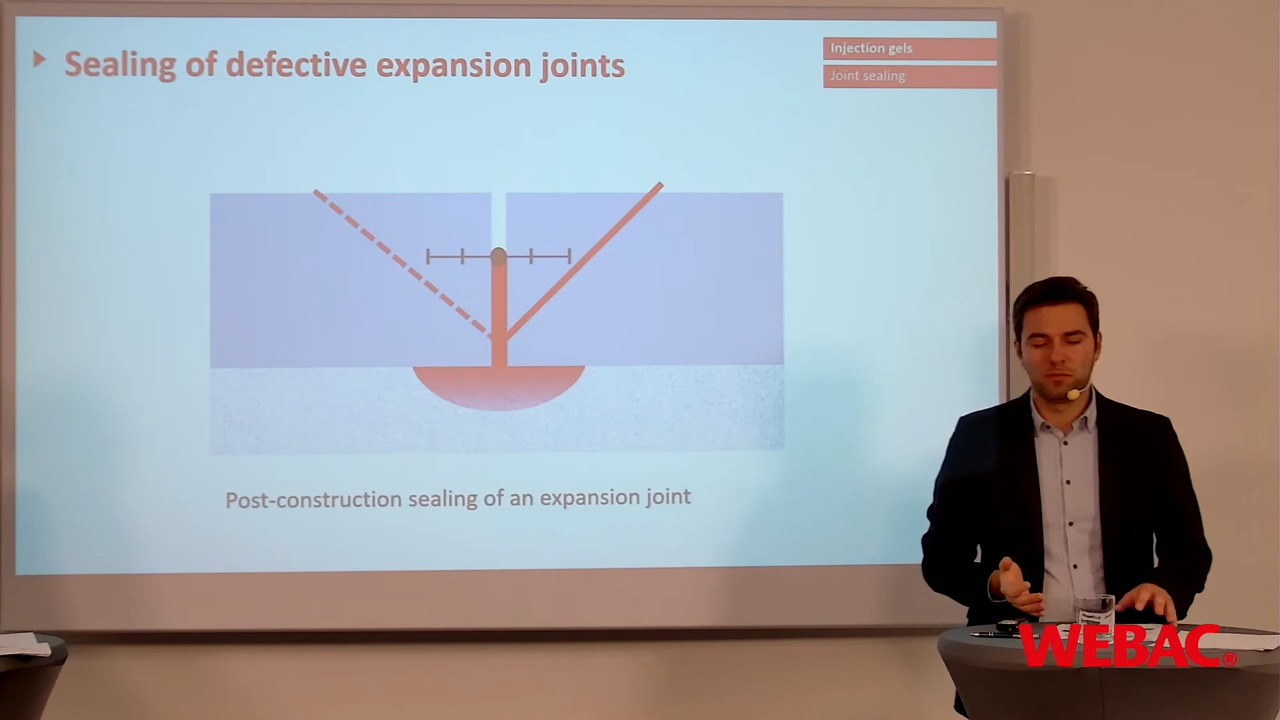 Sealing of defective expansion joints
Injection gels
Joint sealing
Post-construction sealing of an expansion joint
WEBAC®